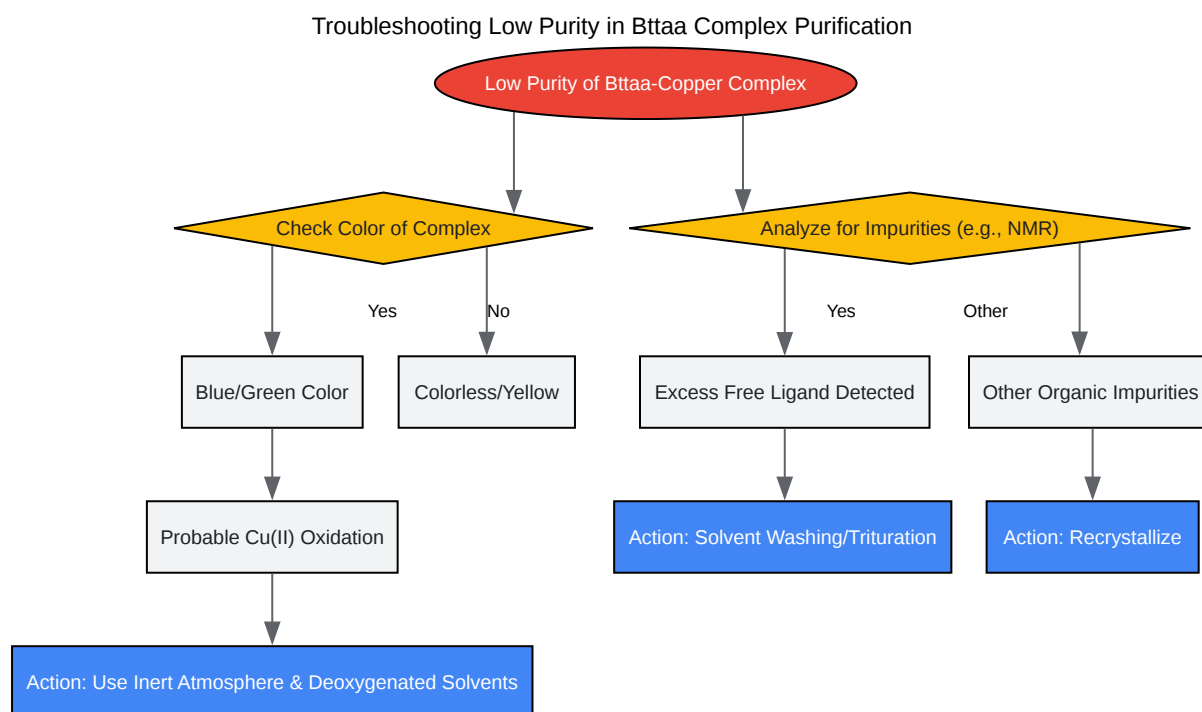 Troubleshooting Low Purity in Bttaa Complex Purification
Low Purity of Bttaa-Copper Complex
Check Color of Complex
Analyze for Impurities (e.g., NMR)
Yes
No
Yes
Other
Blue/Green Color
Colorless/Yellow
Excess Free Ligand Detected
Other Organic Impurities
Probable Cu(II) Oxidation
Action: Solvent Washing/Trituration
Action: Recrystallize
Action: Use Inert Atmosphere & Deoxygenated Solvents